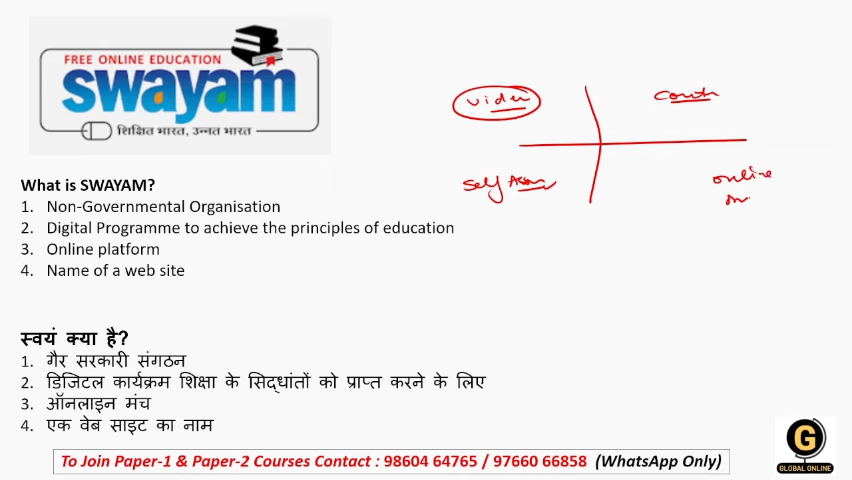 FREE ONLINE EDUCATION
swayam
शिक्षित भारत, उन्नत भारत
video
self
online
What is SWAYAM?
1. Non-Governmental Organisation
2. Digital Programme to achieve the principles of education
3. Online platform
4. Name of a web site
स्वयं क्या है?
1. गैर सरकारी संगठन
2. डिजिटल कार्यक्रम शिक्षा के सिद्धांतों को प्राप्त करने के लिए
3. ऑनलाइन मंच
4. एक वेब साइट का नाम
To Join Paper-1 & Paper-2 Courses Contact : 98604 64765 / 97660 66858 (WhatsApp Only)
G
GLOBAL ONLINE